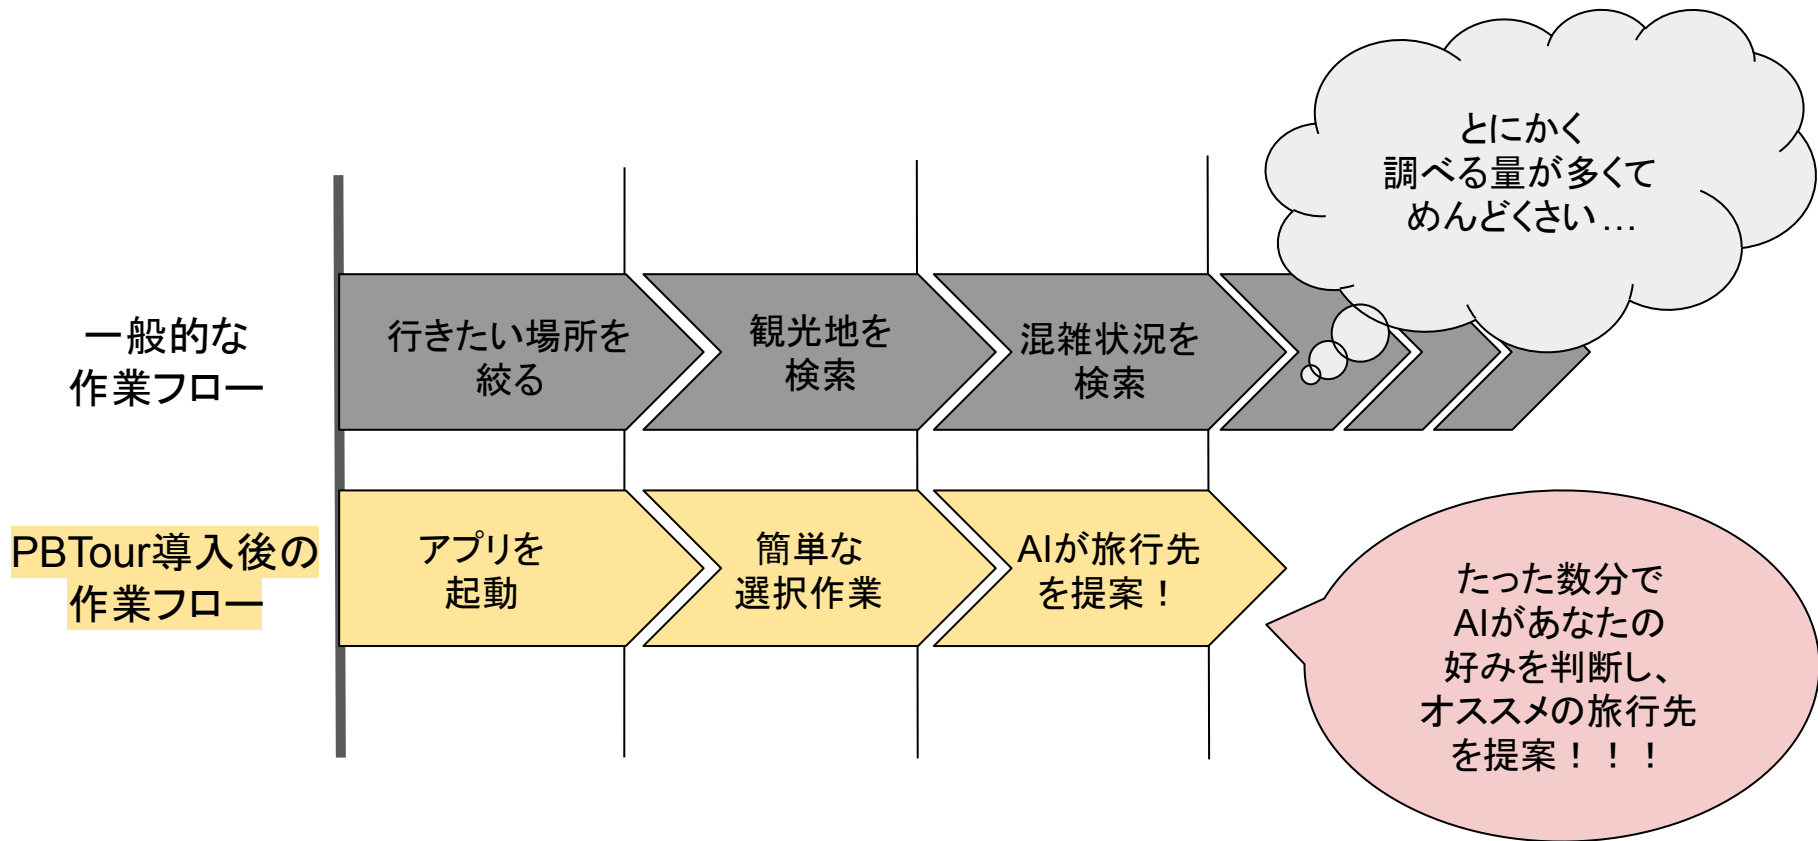 とにかく
調べる量が多くて
めんどくさい…
一般的な
作業フロー
行きたい場所を
絞る
観光地を
検索
混雑状況を
検索
PBTour導入後の
作業フロー
アプリを
起動
簡単な
選択作業
AIが旅行先
を提案！
たった数分で
AIがあなたの
好みを判断し、
オススメの旅行先
を提案！！！